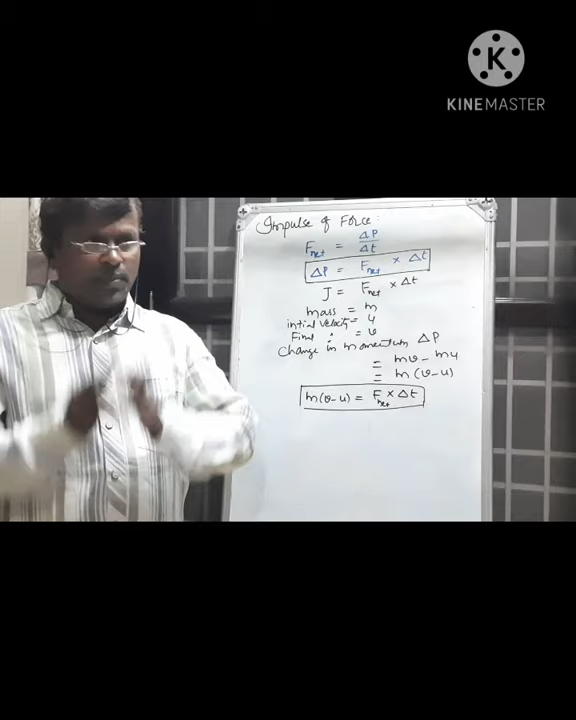 KINEMASTER
Impulse of Force :
Fnet = ΔP/Δt
ΔP = Fnet × Δt
J = Fnet × Δt
mass = m
initial velocity = u
Final " = v
Change in momentum ΔP
= mv - mu
= m (v-u)
m(v-u) = Fnet × Δt